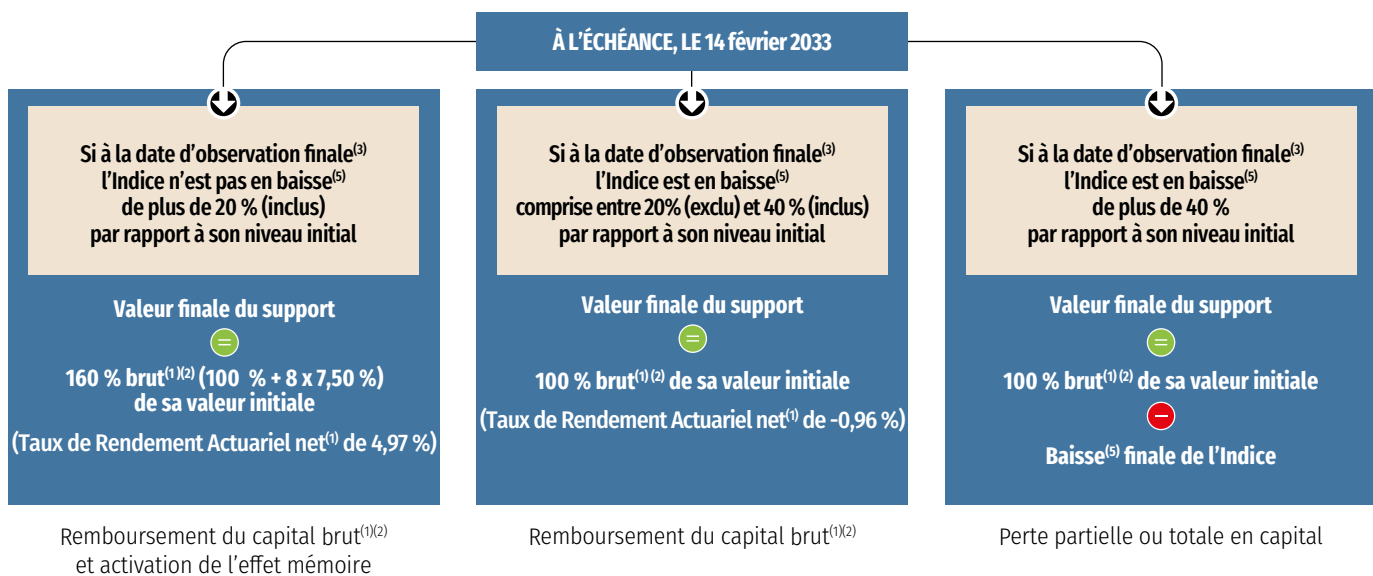 À L’ÉCHÉANCE, LE 14 février 2033
Si à la date d’observation finale(3)
l’Indice n’est pas en baisse(5)
de plus de 20 % (inclus)
par rapport à son niveau initial
Valeur finale du support
=
160 % brut(1)(2) (100 % + 8 x 7,50 %)
de sa valeur initiale
(Taux de Rendement Actuariel net(1) de 4,97 %)
Remboursement du capital brut(1)(2)
et activation de l’effet mémoire
Si à la date d’observation finale(3)
l’Indice est en baisse(5)
comprise entre 20% (exclu) et 40 % (inclus)
par rapport à son niveau initial
Valeur finale du support
=
100 % brut(1)(2) de sa valeur initiale
(Taux de Rendement Actuariel net(1) de -0,96 %)
Remboursement du capital brut(1)(2)
Si à la date d’observation finale(3)
l’Indice est en baisse(5)
de plus de 40 %
par rapport à son niveau initial
Valeur finale du support
=
100 % brut(1)(2) de sa valeur initiale
−
Baisse(5) finale de l’Indice
Perte partielle ou totale en capital